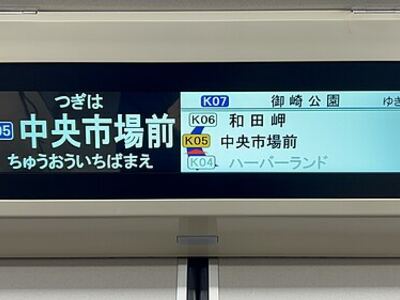 つぎは
05 中央市場前
ちゅうおういちばまえ
K07 御崎公園 ゆき
K06 和田岬
K05 中央市場前
K04 ハーバーランド